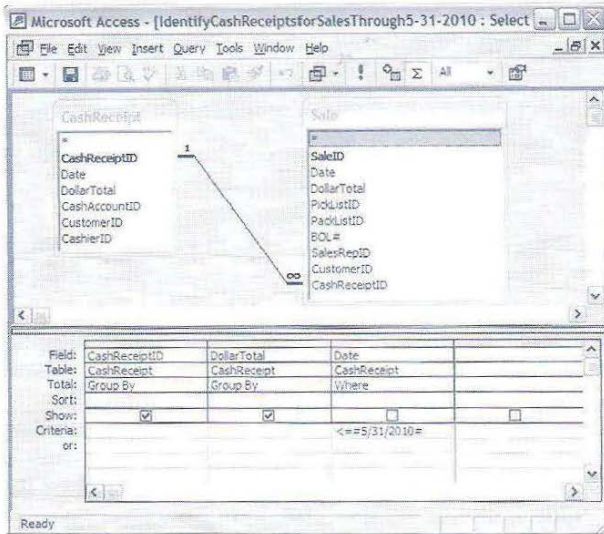 Microsoft Access - [IdentifyCashReceiptsforSalesThrough5-31-2010 : Select
File Edit View Insert Query Tools Window Help
Σ All
CashReceipt
*
CashReceiptID
Date
DollarTotal
CashAccountID
CustomerID
CashierID
1
∞
Sale
*
SaleID
Date
DollarTotal
PickListID
PackListID
BOL#
SalesRepID
CustomerID
CashReceiptID
Field: CashReceiptID DollarTotal Date
Table: CashReceipt CashReceipt CashReceipt
Total: Group By Group By Where
Sort:
Show:
Criteria: <=#5/31/2010#
or:
Ready